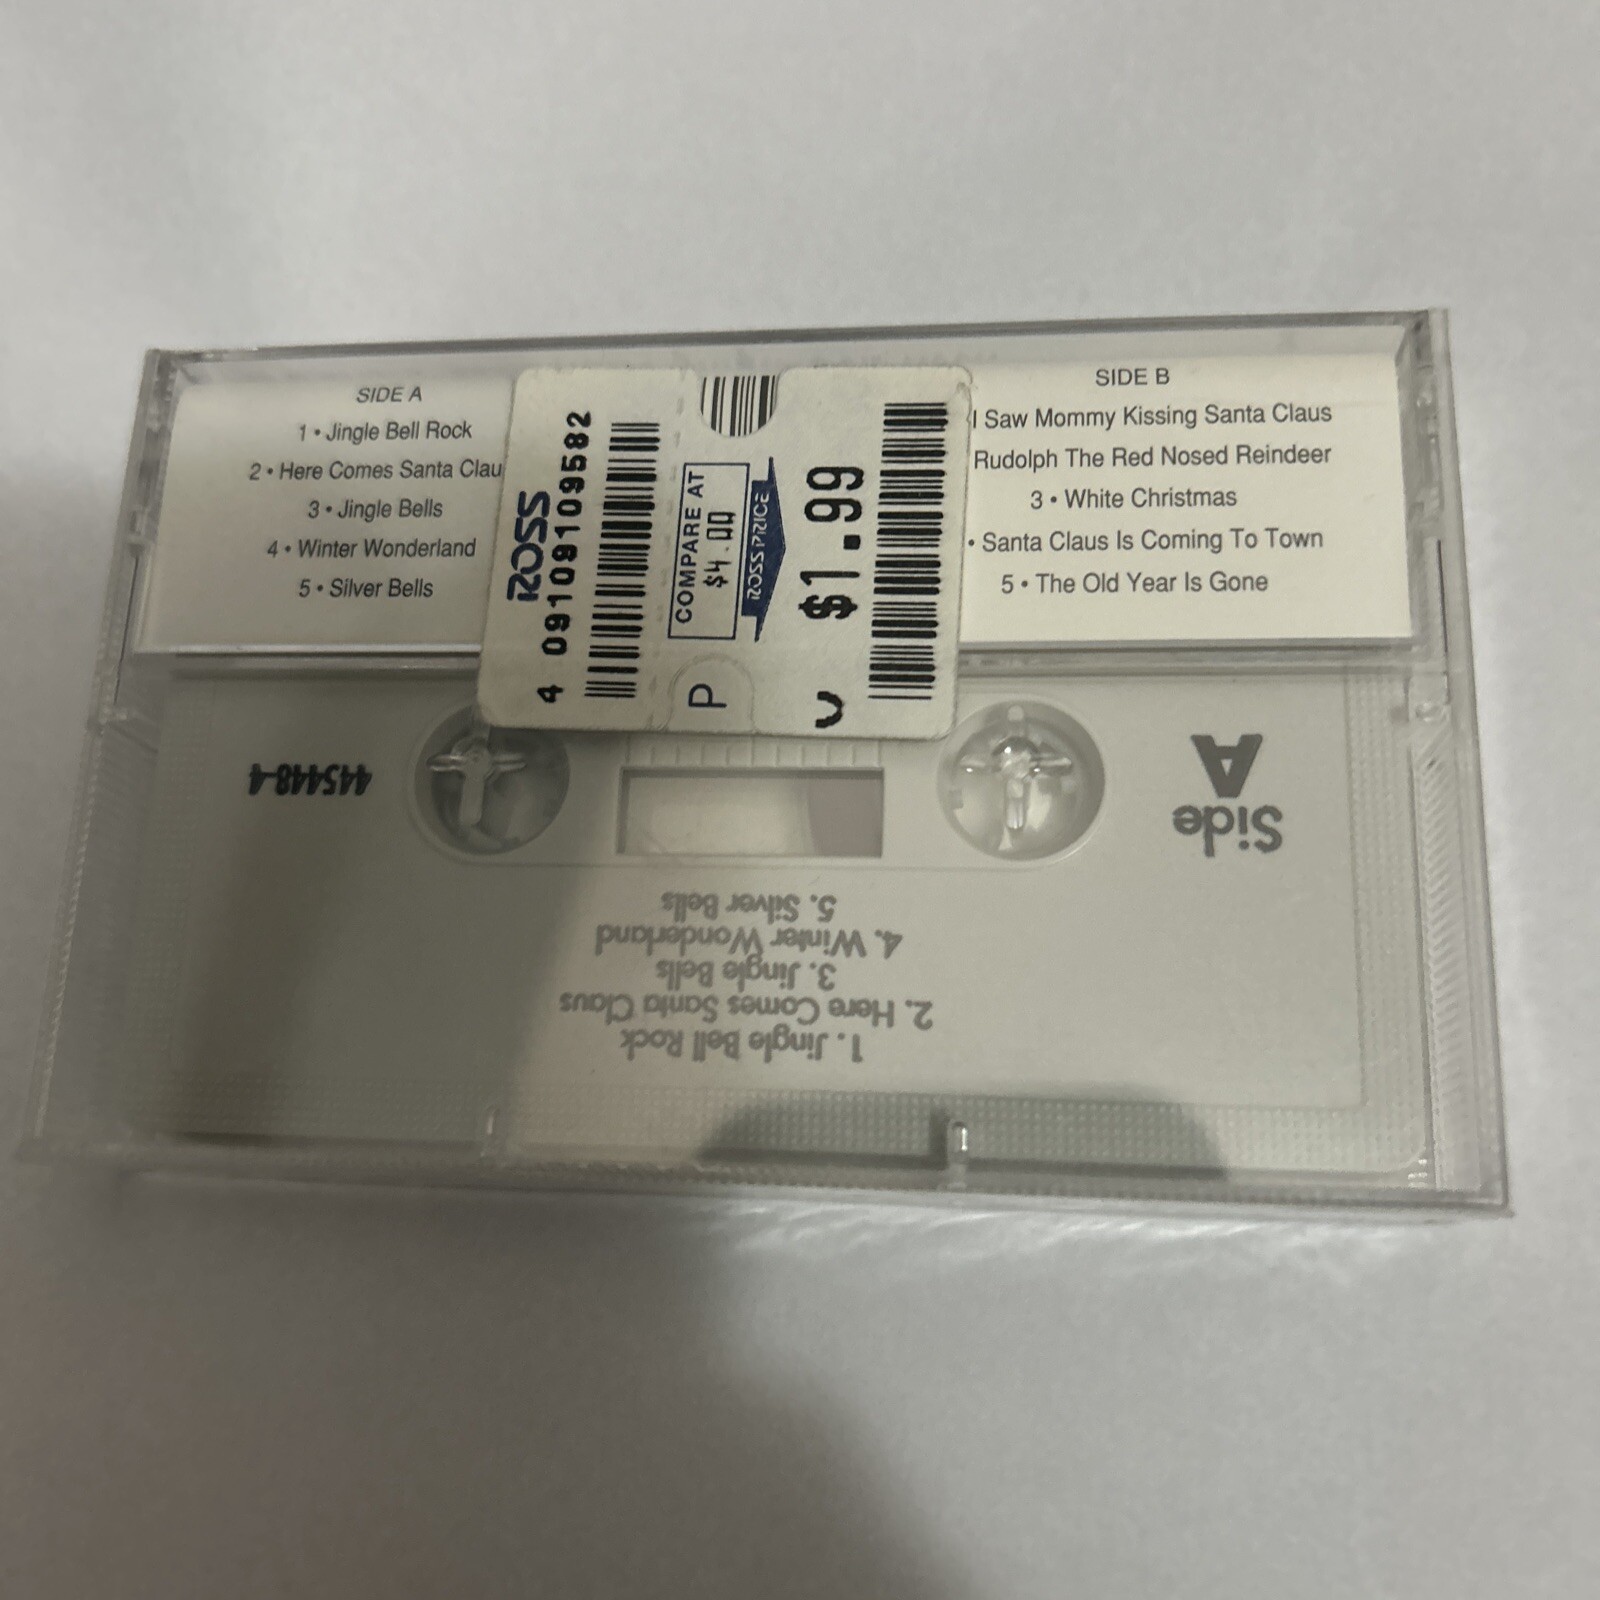 SIDE A
1 • Jingle Bell Rock
2 • Here Comes Santa Clau
3 • Jingle Bells
4 • Winter Wonderland
5 • Silver Bells
ROSS
4 09109109582
COMPARE AT
$4.00
ROSS PRICE
$1.99
P
SIDE B
I Saw Mommy Kissing Santa Claus
Rudolph The Red Nosed Reindeer
3 • White Christmas
• Santa Claus Is Coming To Town
5 • The Old Year Is Gone
445448-4
Side
A
1. Jingle Bell Rock
2. Here Comes Santa Claus
3. Jingle Bells
4. Winter Wonderland
5. Silver Bells